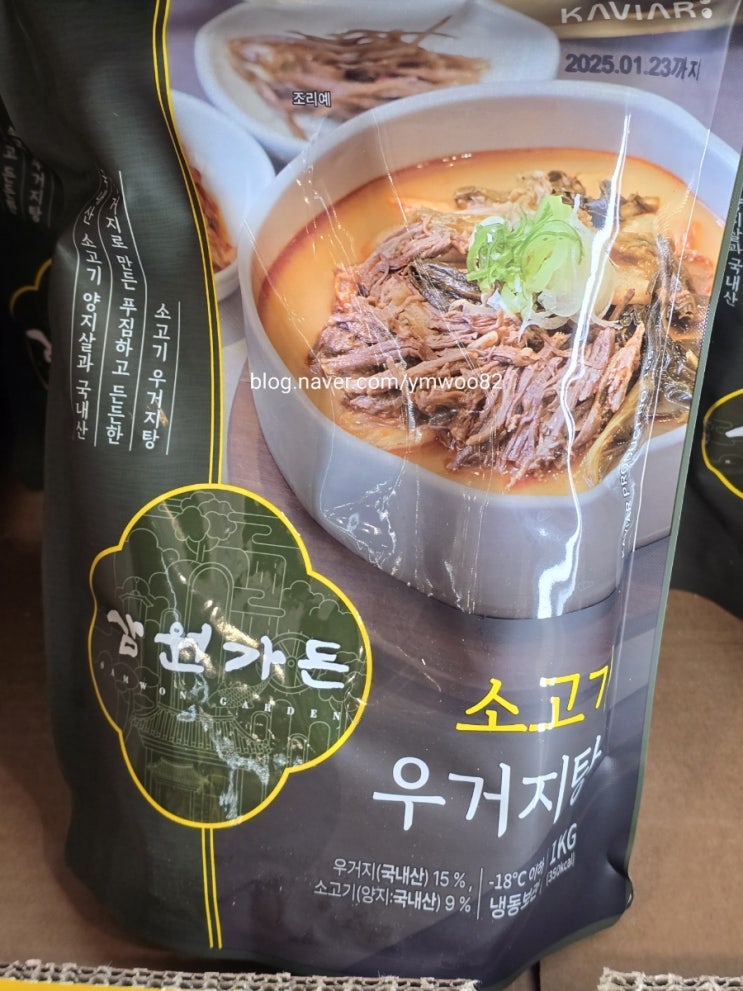 KAVIAR
2025.01.23까지
조리예
소고기 우거지탕
거지로 만든 푸짐하고 든든한
소고기 양지살과 국내산
blog.naver.com/ymwoo82
삼원가든
SAMWON GARDEN
소고기
우거지탕
우거지(국내산) 15 %,
소고기(양지:국내산) 9 %
-18℃ 이하
냉동보관
1KG
(350kcal)